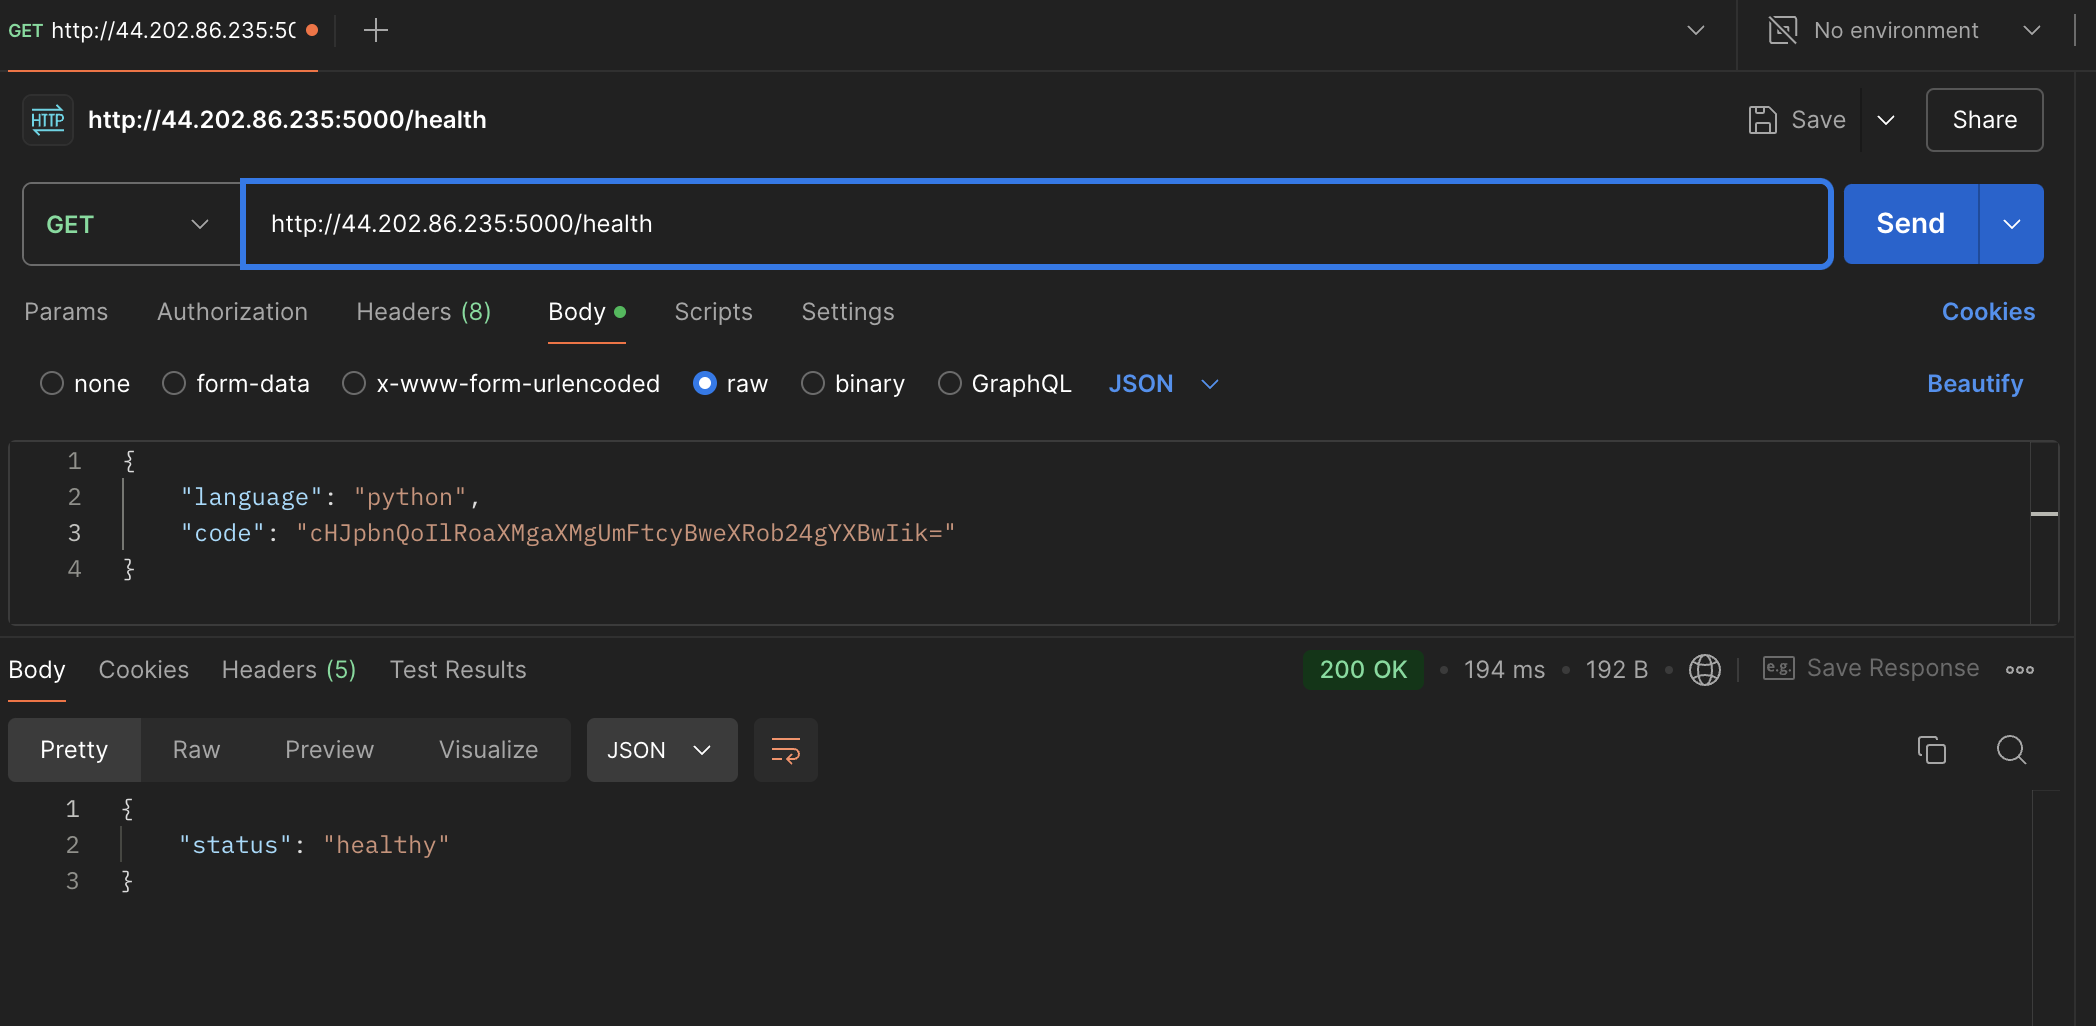 GET http://44.202.86.235:50
No environment
HTTP http://44.202.86.235:5000/health
Save
Share
GET
http://44.202.86.235:5000/health
Send
Params Authorization Headers (8) Body Scripts Settings Cookies
none form-data x-www-form-urlencoded raw binary GraphQL JSON Beautify
1 {
2 "language": "python",
3 "code": "cHJpbnQoIlRoaXMgaXMgUmFtcyBweXRob24gYXBwIik="
4 }
Body Cookies Headers (5) Test Results 200 OK • 194 ms • 192 B • e.g. Save Response
Pretty Raw Preview Visualize JSON
1 {
2 "status": "healthy"
3 }